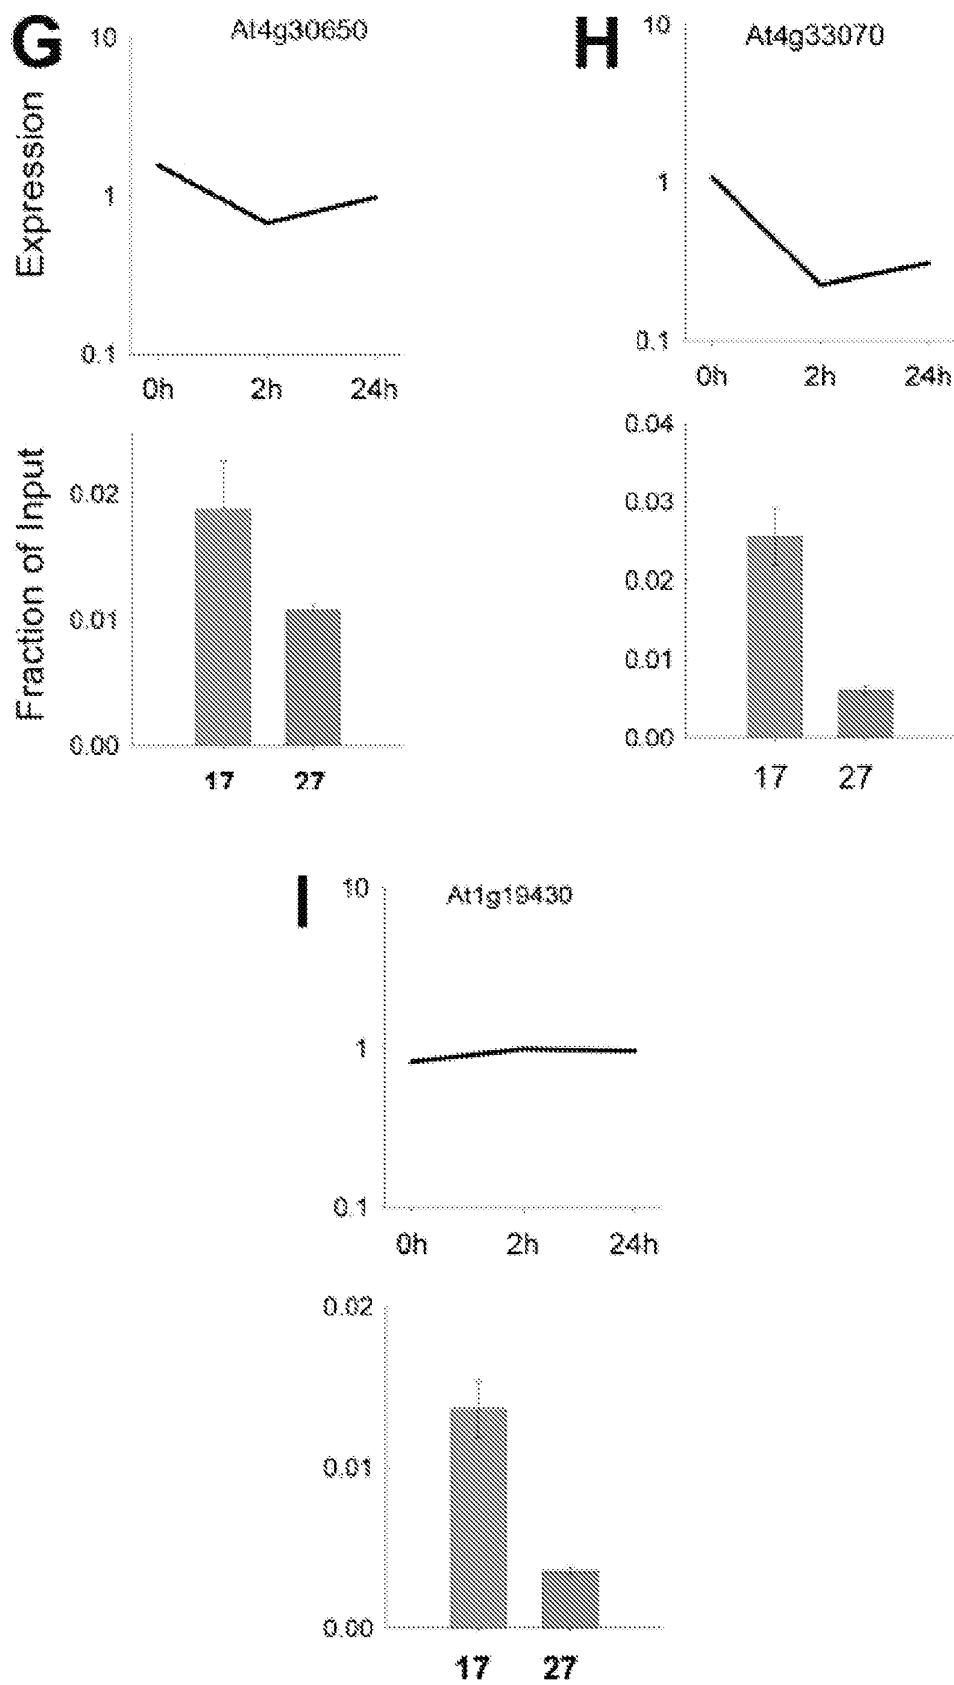 G
At4g30650
10
1
0.1
Expression
0h 2h 24h
0.02
0.01
0.00
Fraction of Input
17 27
H
At4g33070
10
1
0.1
0h 2h 24h
0.04
0.03
0.02
0.01
0.00
17 27
I
At1g19430
10
1
0.1
0h 2h 24h
0.02
0.01
0.00
17 27